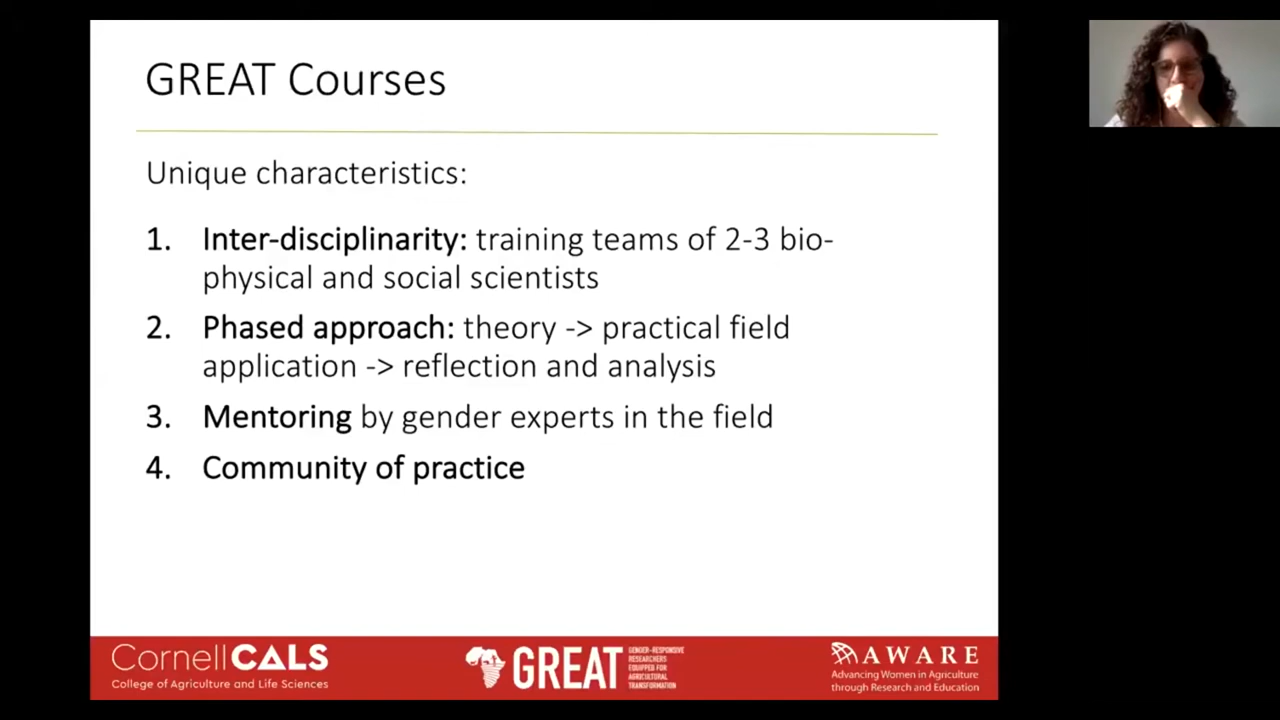 GREAT Courses
Unique characteristics:
1. Inter-disciplinarity: training teams of 2-3 bio-
physical and social scientists
2. Phased approach: theory -> practical field
application -> reflection and analysis
3. Mentoring by gender experts in the field
4. Community of practice
CornellCALS
College of Agriculture and Life Sciences
GREAT
GENDER-RESPONSIVE
RESEARCHERS
EQUIPPED FOR
AGRICULTURAL
TRANSFORMATION
AWARE
Advancing Women in Agriculture
through Research and Education